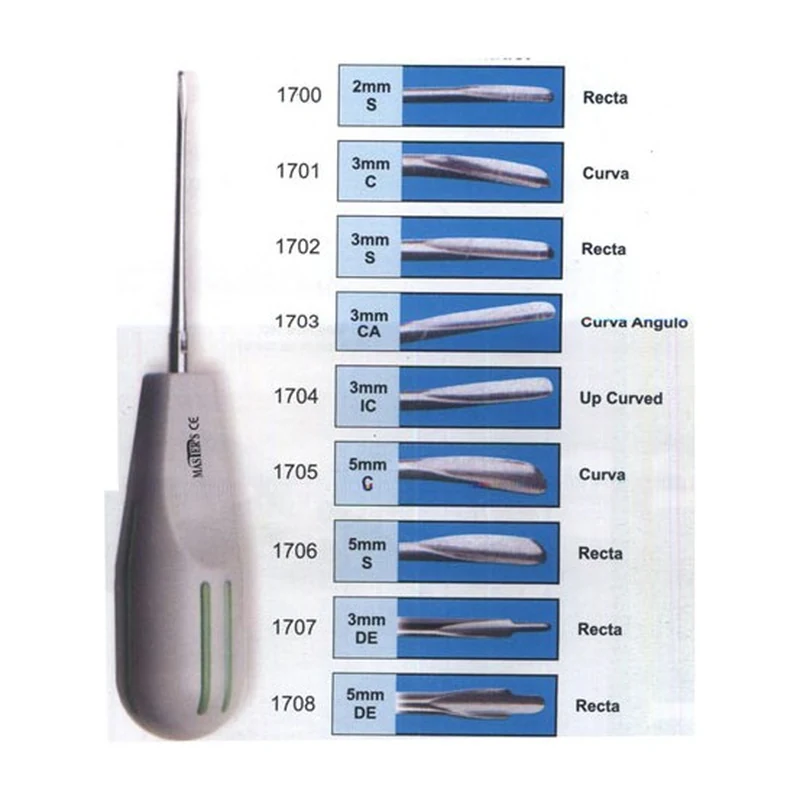 1700 2mm S Recta
1701 3mm C Curva
1702 3mm S Recta
1703 3mm CA Curva Angulo
1704 3mm IC Up Curved
1705 5mm C Curva
1706 5mm S Recta
1707 3mm DE Recta
1708 5mm DE Recta
MASTER'S CE